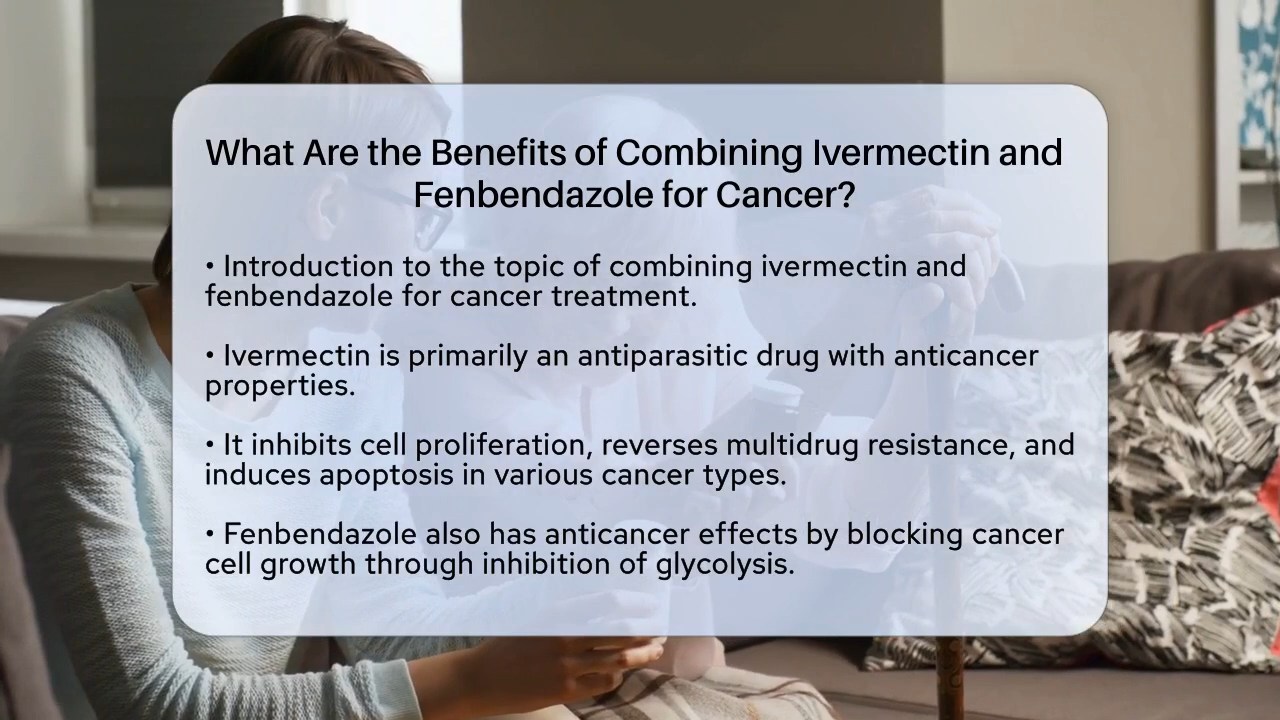 What Are the Benefits of Combining Ivermectin and
Fenbendazole for Cancer?
• Introduction to the topic of combining ivermectin and
fenbendazole for cancer treatment.
• Ivermectin is primarily an antiparasitic drug with anticancer
properties.
• It inhibits cell proliferation, reverses multidrug resistance, and
induces apoptosis in various cancer types.
• Fenbendazole also has anticancer effects by blocking cancer
cell growth through inhibition of glycolysis.